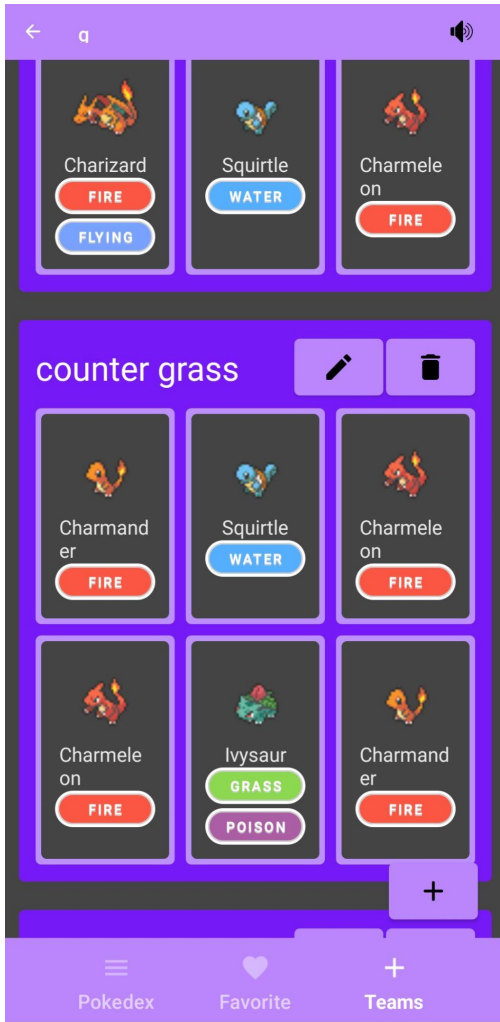 q
Charizard
FIRE
FLYING
Squirtle
WATER
Charmele
on
FIRE
counter grass
Charmand
er
FIRE
Squirtle
WATER
Charmele
on
FIRE
Charmele
on
FIRE
Ivysaur
GRASS
POISON
Charmand
er
FIRE
Pokedex
Favorite
Teams